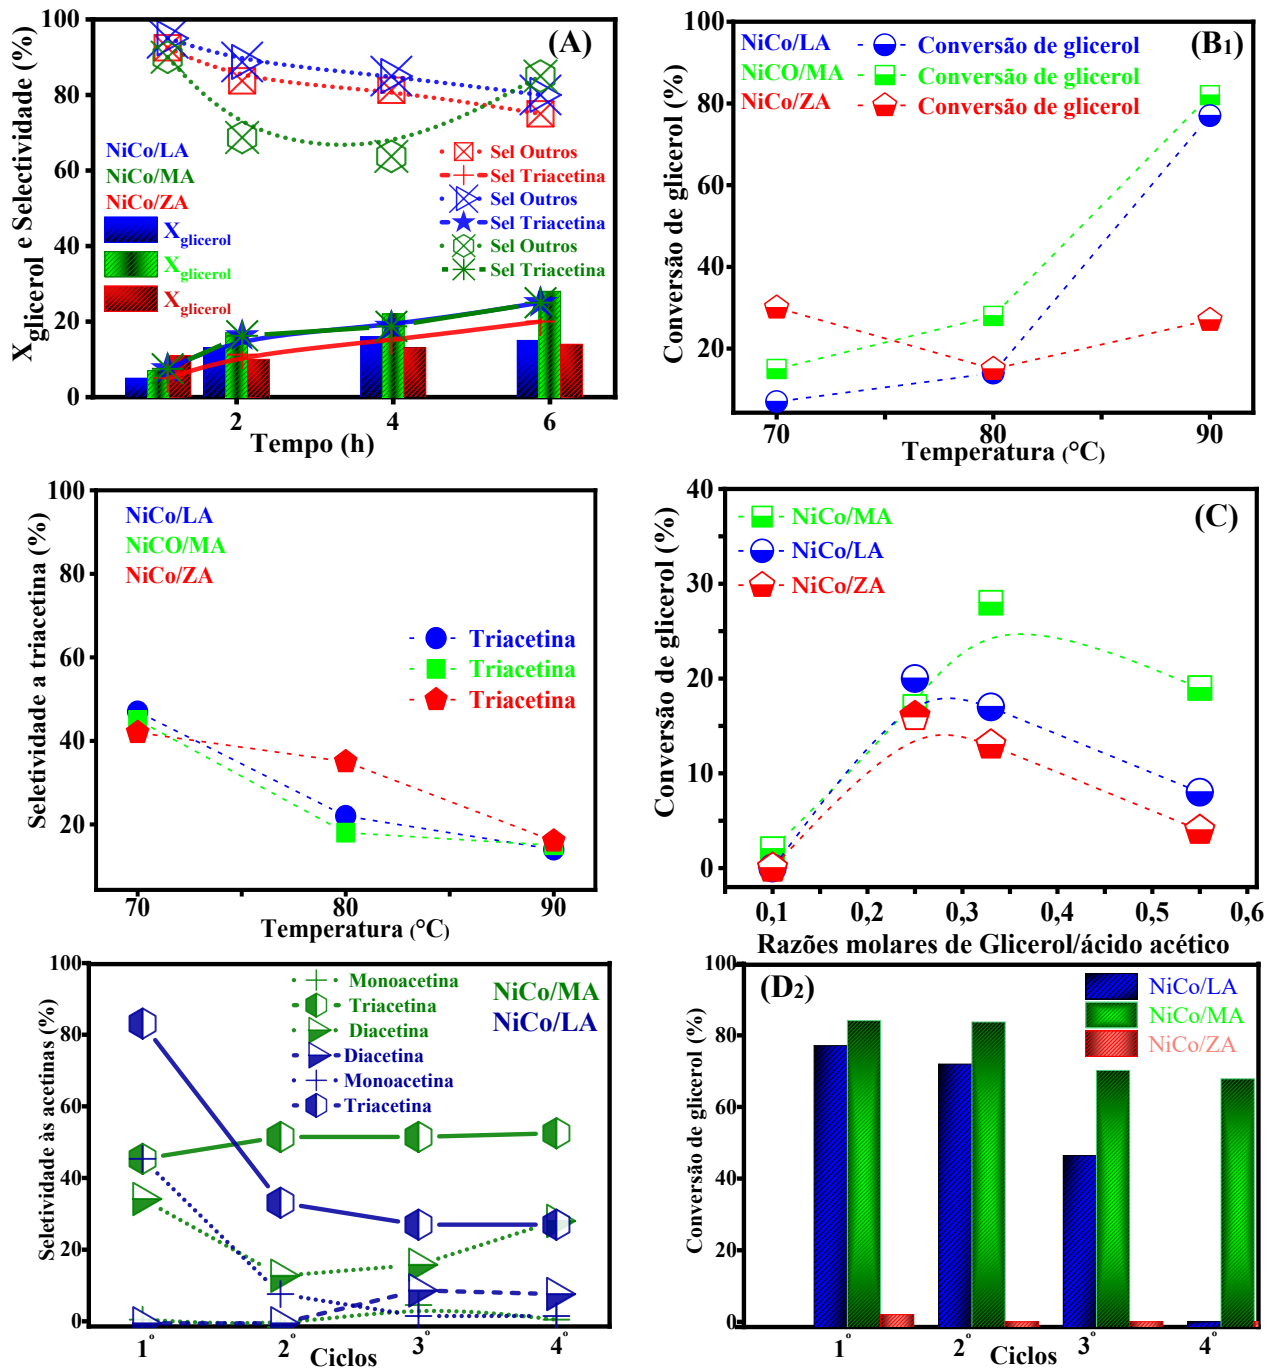 (A)
X glicerol e Selectividade (%)
100
80
60
40
20
0
NiCo/LA
NiCo/MA
NiCo/ZA
Xglicerol
Xglicerol
Xglicerol
Sel Outros
Sel Triacetina
Sel Outros
Sel Triacetina
Sel Outros
Sel Triacetina
2 4 6
Tempo (h)
(B1)
Conversão de glicerol (%)
100
80
60
40
20
NiCo/LA Conversão de glicerol
NiCO/MA Conversão de glicerol
NiCo/ZA Conversão de glicerol
70 80 90
Temperatura (°C)
Seletividade a triacetina (%)
100
80
60
40
20
NiCo/LA
NiCO/MA
NiCo/ZA
Triacetina
Triacetina
Triacetina
70 80 90
Temperatura (°C)
(C)
Conversão de glicerol (%)
40
30
20
10
0
NiCo/MA
NiCo/LA
NiCo/ZA
0,1 0,2 0,3 0,4 0,5 0,6
Razões molares de Glicerol/ácido acético
Seletividade às acetinas (%)
100
80
60
40
20
0
Monoacetina
Triacetina
Diacetina
Diacetina
Monoacetina
Triacetina
NiCo/MA
NiCo/LA
1° 2° 3° 4°
Ciclos
(D2)
Conversão de glicerol (%)
100
80
60
40
20
0
NiCo/LA
NiCo/MA
NiCo/ZA
1° 2° 3° 4°
Ciclos